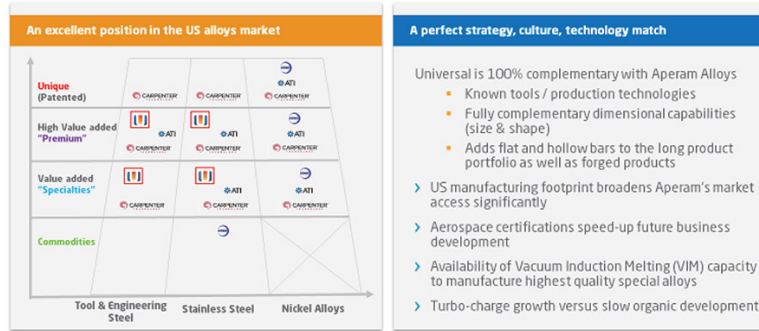 An excellent position in the US alloys market
Unique
(Patented)
ATI
CARPENTER
CARPENTER
CARPENTER
High Value added
"Premium"
ATI
ATI
ATI
CARPENTER
CARPENTER
CARPENTER
Value added
"Specialties"
ATI
ATI
CARPENTER
CARPENTER
CARPENTER
Commodities
Tool & Engineering
Steel
Stainless Steel
Nickel Alloys
A perfect strategy, culture, technology match
Universal is 100% complementary with Aperam Alloys
Known tools / production technologies
Fully complementary dimensional capabilities
(size & shape)
Adds flat and hollow bars to the long product
portfolio as well as forged products
US manufacturing footprint broadens Aperam's market
access significantly
Aerospace certifications speed-up future business
development
Availability of Vacuum Induction Melting (VIM) capacity
to manufacture highest quality special alloys
Turbo-charge growth versus slow organic development